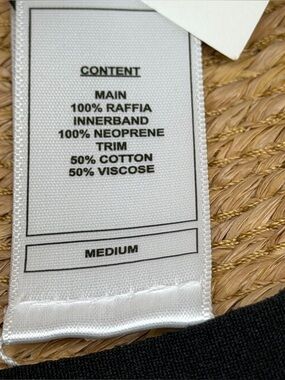 CONTENT
MAIN
100% RAFFIA
INNERBAND
100% NEOPRENE
TRIM
50% COTTON
50% VISCOSE
MEDIUM